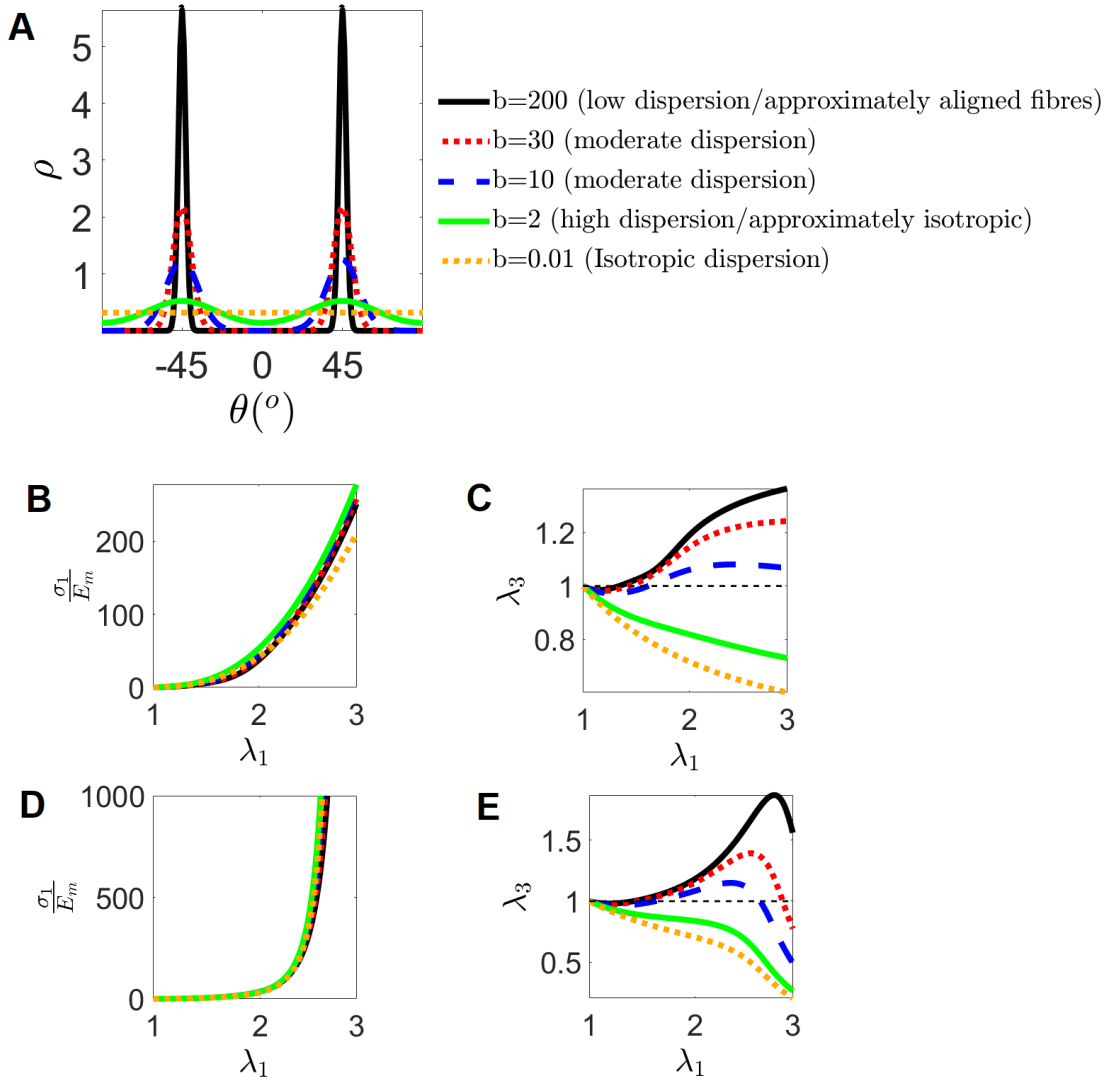 A
5
4
3
2
1
ρ
-45 0 45
θ(°)
b=200 (low dispersion/approximately aligned fibres)
b=30 (moderate dispersion)
b=10 (moderate dispersion)
b=2 (high dispersion/approximately isotropic)
b=0.01 (Isotropic dispersion)
B
200
100
0
σ₁/Eₘ
1 2 3
λ₁
C
1.2
1
0.8
λ₃
1 2 3
λ₁
D
1000
500
0
σ₁/Eₘ
1 2 3
λ₁
E
1.5
1
0.5
λ₃
1 2 3
λ₁